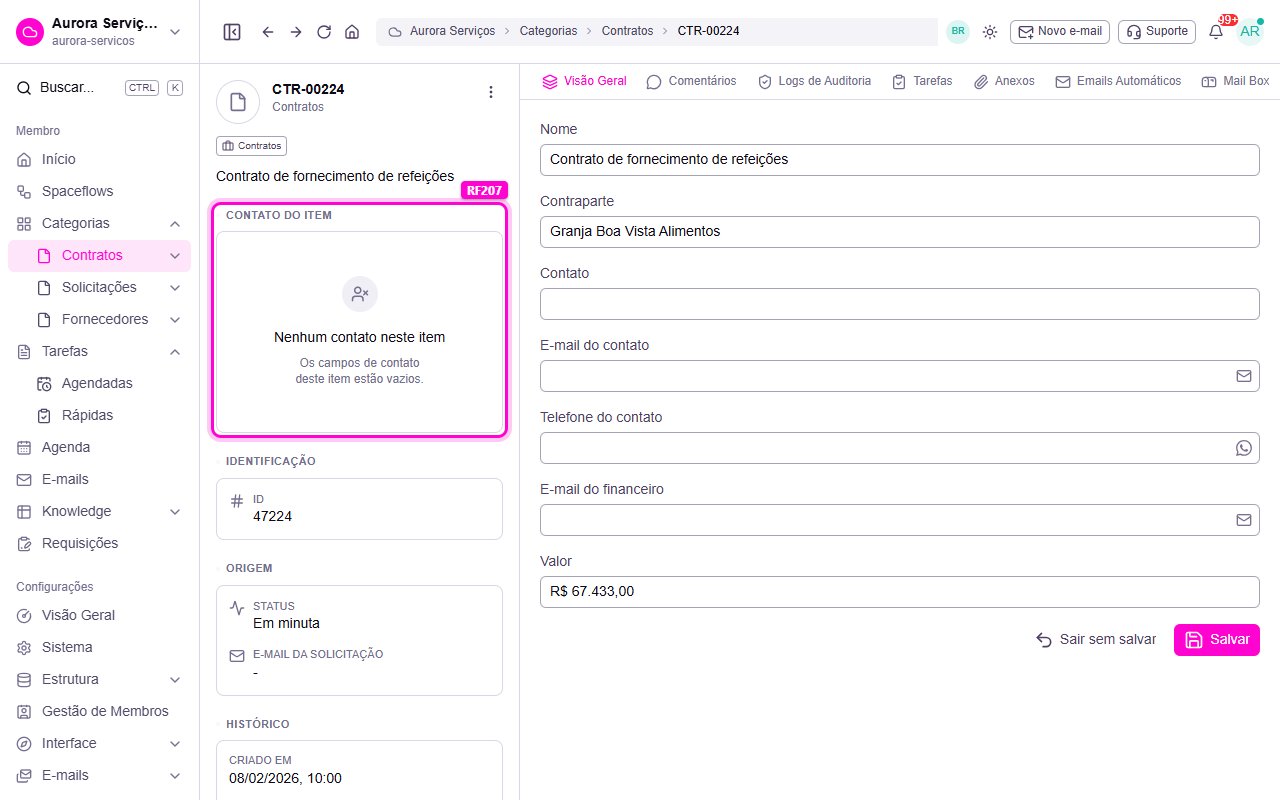 Aurora Serviç...
aurora-servicos
Buscar...
CTRL K
Membro
Início
Spaceflows
Categorias
Contratos
Solicitações
Fornecedores
Tarefas
Agendadas
Rápidas
Agenda
E-mails
Knowledge
Requisições
Configurações
Visão Geral
Sistema
Estrutura
Gestão de Membros
Interface
E-mails
Aurora Serviços
Categorias
Contratos
CTR-00224
BR
Novo e-mail
Suporte
99+
AR
CTR-00224
Contratos
Contratos
Contrato de fornecimento de refeições
RF207
CONTATO DO ITEM
Nenhum contato neste item
Os campos de contato
deste item estão vazios.
IDENTIFICAÇÃO
ID
47224
ORIGEM
STATUS
Em minuta
E-MAIL DA SOLICITAÇÃO
-
HISTÓRICO
CRIADO EM
08/02/2026, 10:00
Visão Geral
Comentários
Logs de Auditoria
Tarefas
Anexos
Emails Automáticos
Mail Box
Nome
Contrato de fornecimento de refeições
Contraparte
Granja Boa Vista Alimentos
Contato
E-mail do contato
Telefone do contato
E-mail do financeiro
Valor
R$ 67.433,00
Sair sem salvar
Salvar